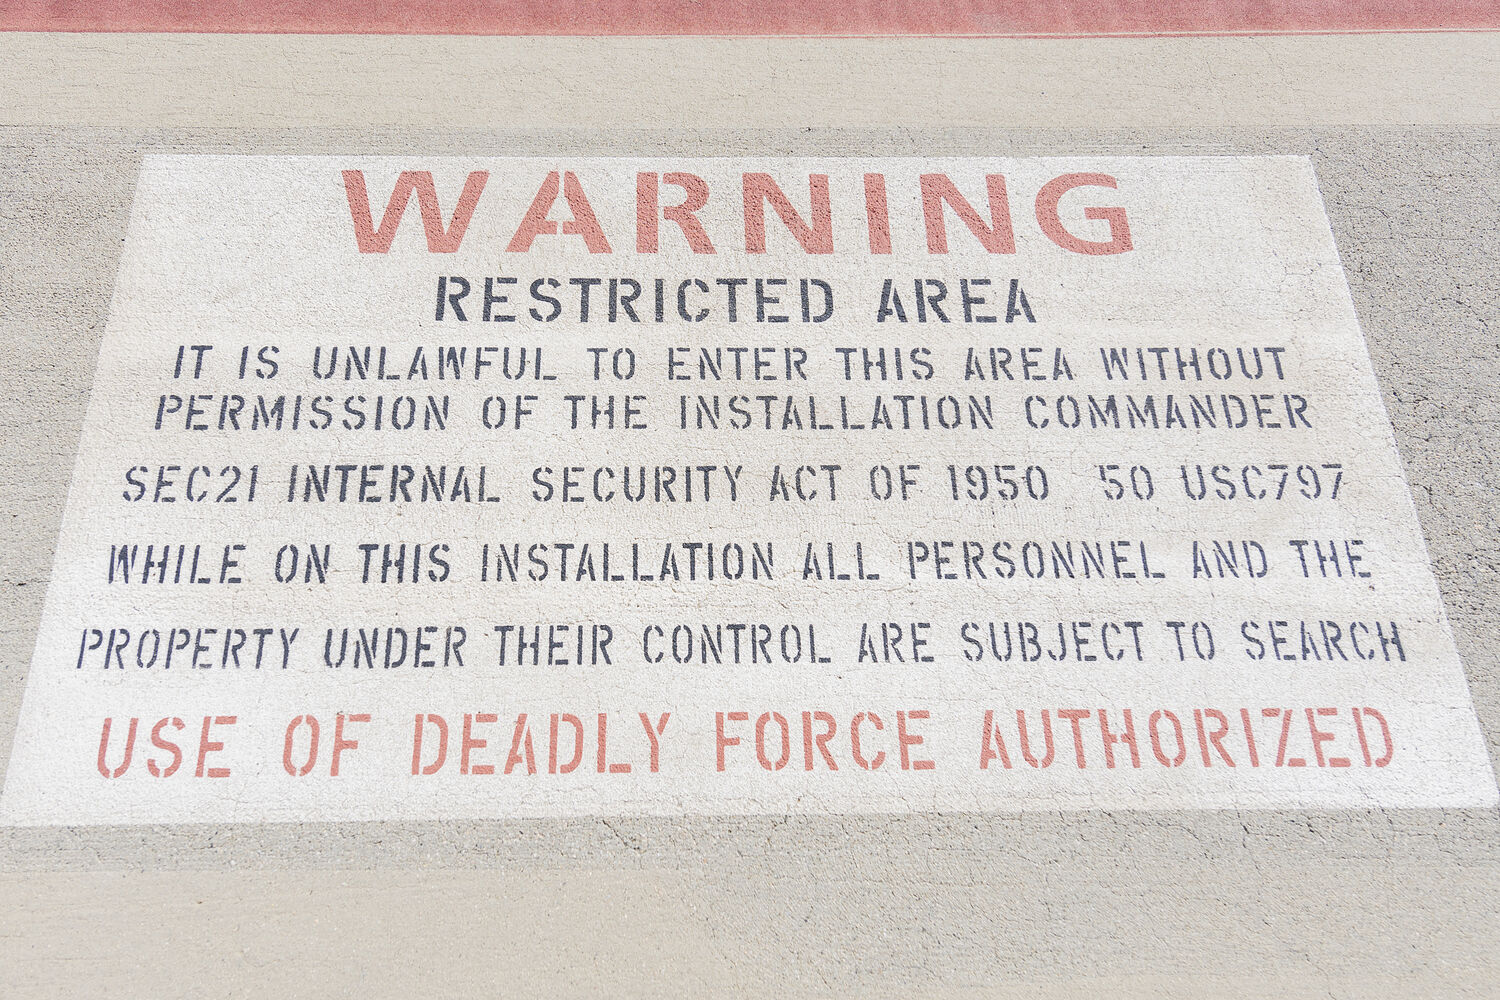 WARNING
RESTRICTED AREA
IT IS UNLAWFUL TO ENTER THIS AREA WITHOUT
PERMISSION OF THE INSTALLATION COMMANDER
SEC21 INTERNAL SECURITY ACT OF 1950 '50 USC797
WHILE ON THIS INSTALLATION ALL PERSONNEL AND THE
PROPERTY UNDER THEIR CONTROL ARE SUBJECT TO SEARCH
USE OF DEADLY FORCE AUTHORIZED